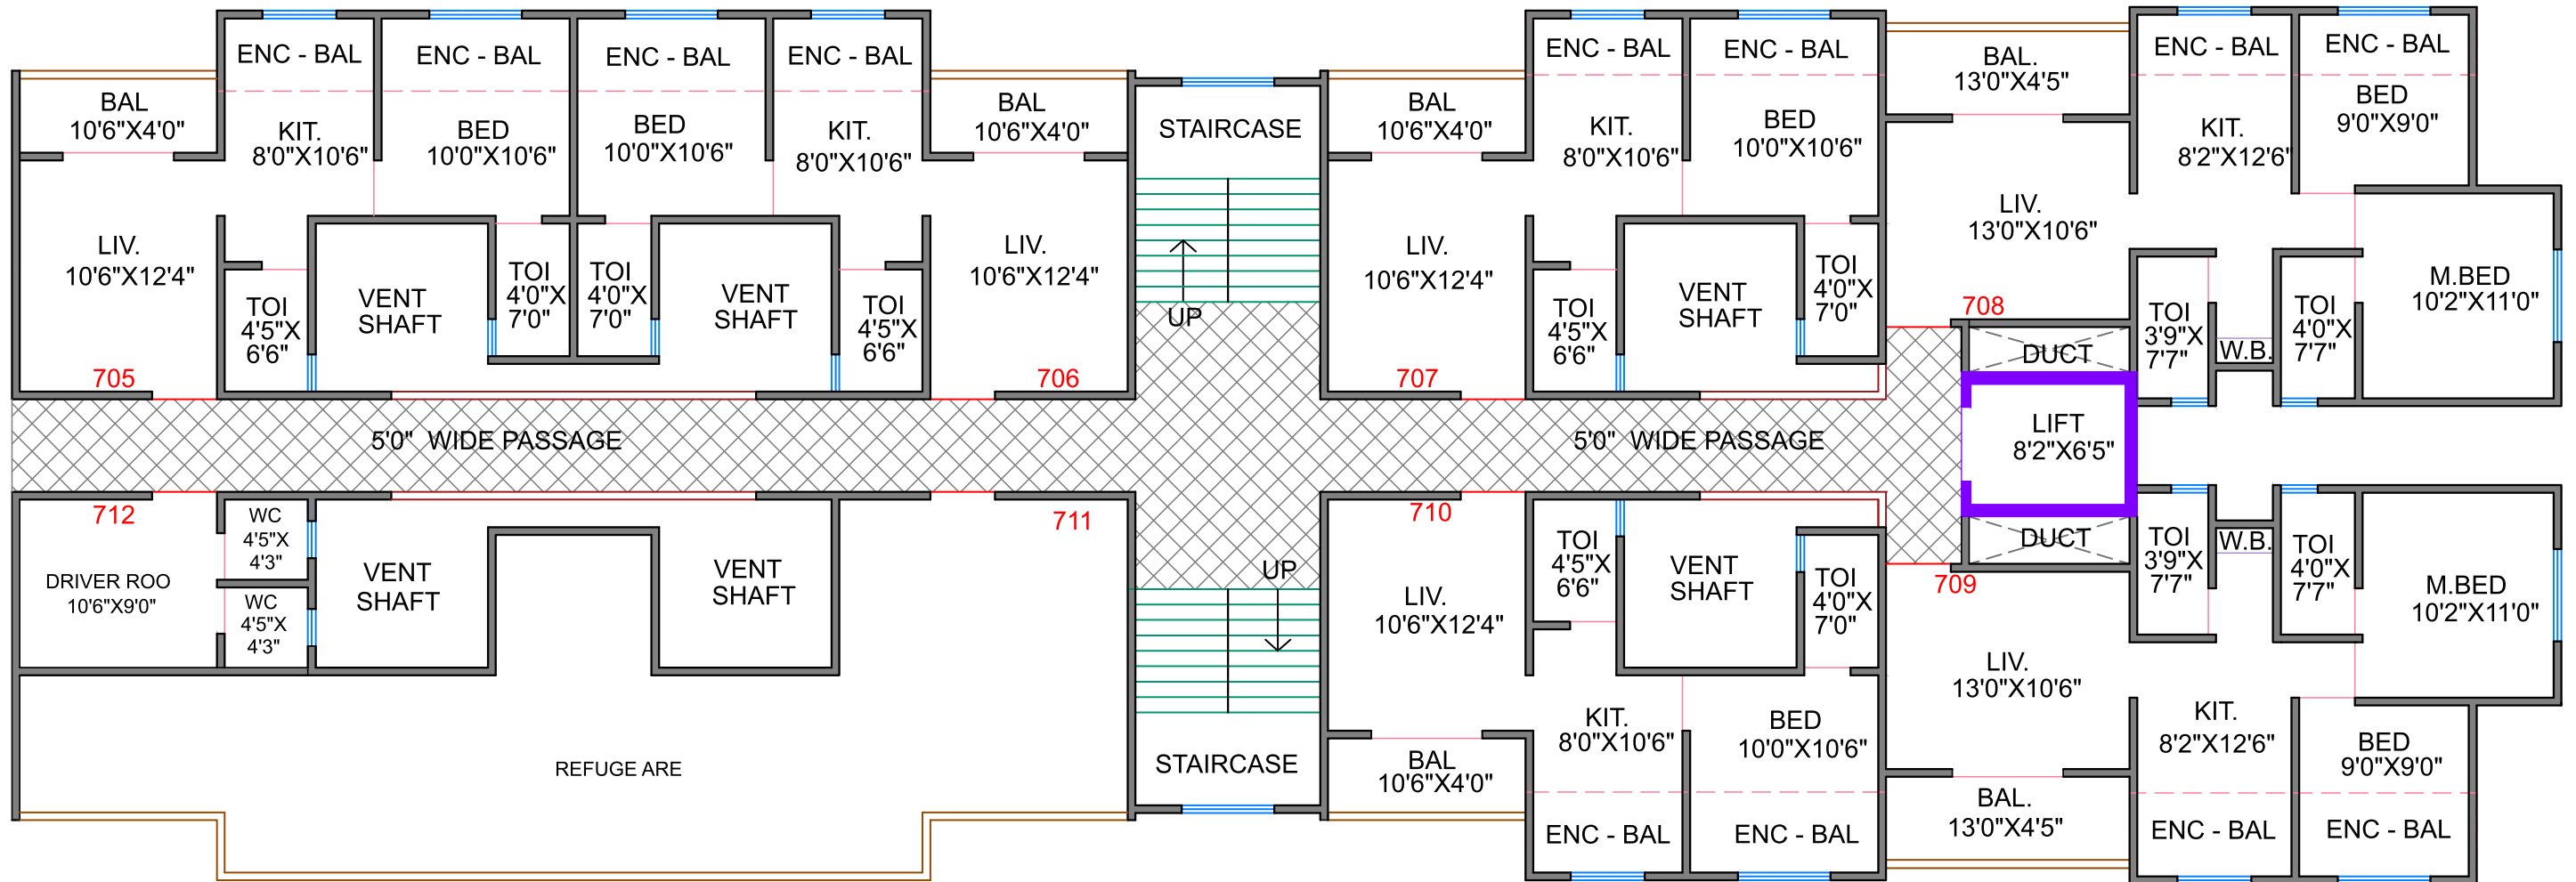 ENC - BAL
ENC - BAL
ENC - BAL
ENC - BAL
BAL
10'6"X4'0"
KIT.
8'0"X10'6"
BED
10'0"X10'6"
BED
10'0"X10'6"
KIT.
8'0"X10'6"
BAL
10'6"X4'0"
STAIRCASE
LIV.
10'6"X12'4"
TOI
4'5"X
6'6"
VENT
SHAFT
TOI
4'0"X
7'0"
TOI
4'0"X
7'0"
VENT
SHAFT
TOI
4'5"X
6'6"
LIV.
10'6"X12'4"
UP
705
706
ENC - BAL
ENC - BAL
BAL.
13'0"X4'5"
ENC - BAL
ENC - BAL
BAL
10'6"X4'0"
KIT.
8'0"X10'6"
BED
10'0"X10'6"
KIT.
8'2"X12'6"
BED
9'0"X9'0"
LIV.
10'6"X12'4"
TOI
4'5"X
6'6"
VENT
SHAFT
TOI
4'0"X
7'0"
LIV.
13'0"X10'6"
708
TOI
3'9"X
7'7"
W.B.
TOI
4'0"X
7'7"
M.BED
10'2"X11'0"
DUCT
707
5'0" WIDE PASSAGE
5'0" WIDE PASSAGE
LIFT
8'2"X6'5"
712
711
710
WC
4'5"X
4'3"
DRIVER ROO
10'6"X9'0"
WC
4'5"X
4'3"
VENT
SHAFT
VENT
SHAFT
UP
REFUGE ARE
STAIRCASE
LIV.
10'6"X12'4"
TOI
4'5"X
6'6"
VENT
SHAFT
TOI
4'0"X
7'0"
DUCT
709
TOI
3'9"X
7'7"
W.B.
TOI
4'0"X
7'7"
M.BED
10'2"X11'0"
LIV.
13'0"X10'6"
KIT.
8'0"X10'6"
BED
10'0"X10'6"
KIT.
8'2"X12'6"
BED
9'0"X9'0"
BAL
10'6"X4'0"
BAL.
13'0"X4'5"
ENC - BAL
ENC - BAL
ENC - BAL
ENC - BAL